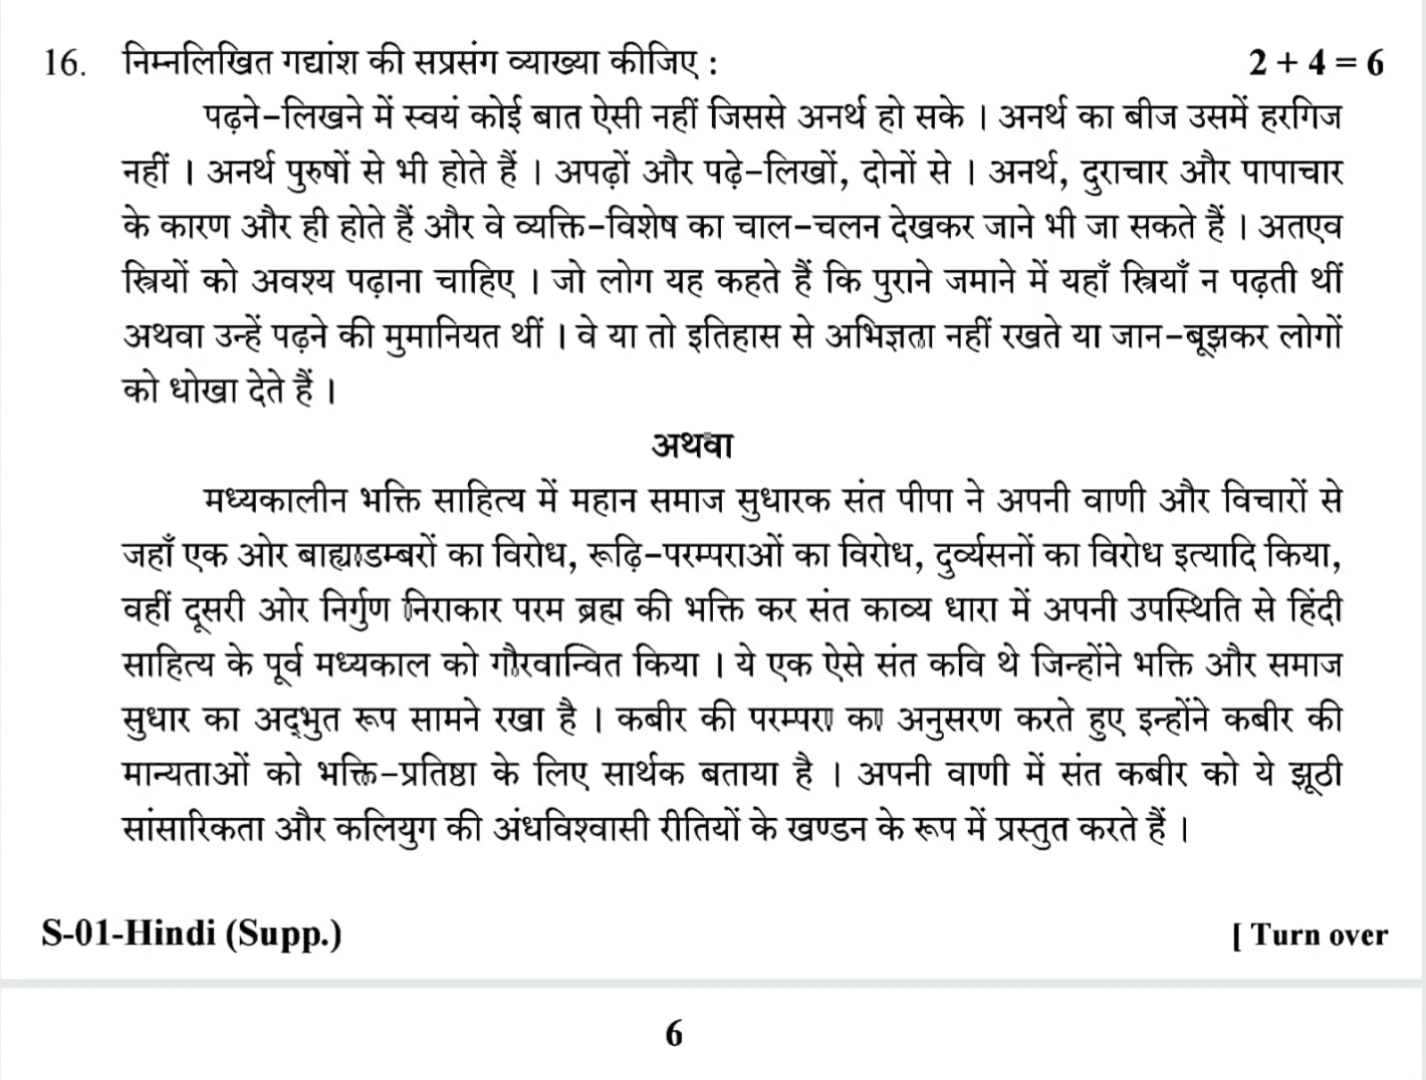 16. निम्नलिखित गद्यांश की सप्रसंग व्याख्या कीजिए : 2 + 4 = 6
पढ़ने-लिखने में स्वयं कोई बात ऐसी नहीं जिससे अनर्थ हो सके । अनर्थ का बीज उसमें हरगिज
नहीं । अनर्थ पुरुषों से भी होते हैं । अपढ़ों और पढ़े-लिखों, दोनों से । अनर्थ, दुराचार और पापाचार
के कारण और ही होते हैं और वे व्यक्ति-विशेष का चाल-चलन देखकर जाने भी जा सकते हैं । अतएव
स्त्रियों को अवश्य पढ़ाना चाहिए । जो लोग यह कहते हैं कि पुराने जमाने में यहाँ स्त्रियाँ न पढ़ती थीं
अथवा उन्हें पढ़ने की मुमानियत थीं । वे या तो इतिहास से अभिज्ञता नहीं रखते या जान-बूझकर लोगों
को धोखा देते हैं ।
अथवा
मध्यकालीन भक्ति साहित्य में महान समाज सुधारक संत पीपा ने अपनी वाणी और विचारों से
जहाँ एक ओर बाह्याडम्बरों का विरोध, रूढ़ि-परम्पराओं का विरोध, दुर्व्यसनों का विरोध इत्यादि किया,
वहीं दूसरी ओर निर्गुण निराकार परम ब्रह्म की भक्ति कर संत काव्य धारा में अपनी उपस्थिति से हिंदी
साहित्य के पूर्व मध्यकाल को गौरवान्वित किया । ये एक ऐसे संत कवि थे जिन्होंने भक्ति और समाज
सुधार का अद्भुत रूप सामने रखा है । कबीर की परम्परा का अनुसरण करते हुए इन्होंने कबीर की
मान्यताओं को भक्ति-प्रतिष्ठा के लिए सार्थक बताया है । अपनी वाणी में संत कबीर को ये झूठी
सांसारिकता और कलियुग की अंधविश्वासी रीतियों के खण्डन के रूप में प्रस्तुत करते हैं ।
S-01-Hindi (Supp.) [ Turn over
6